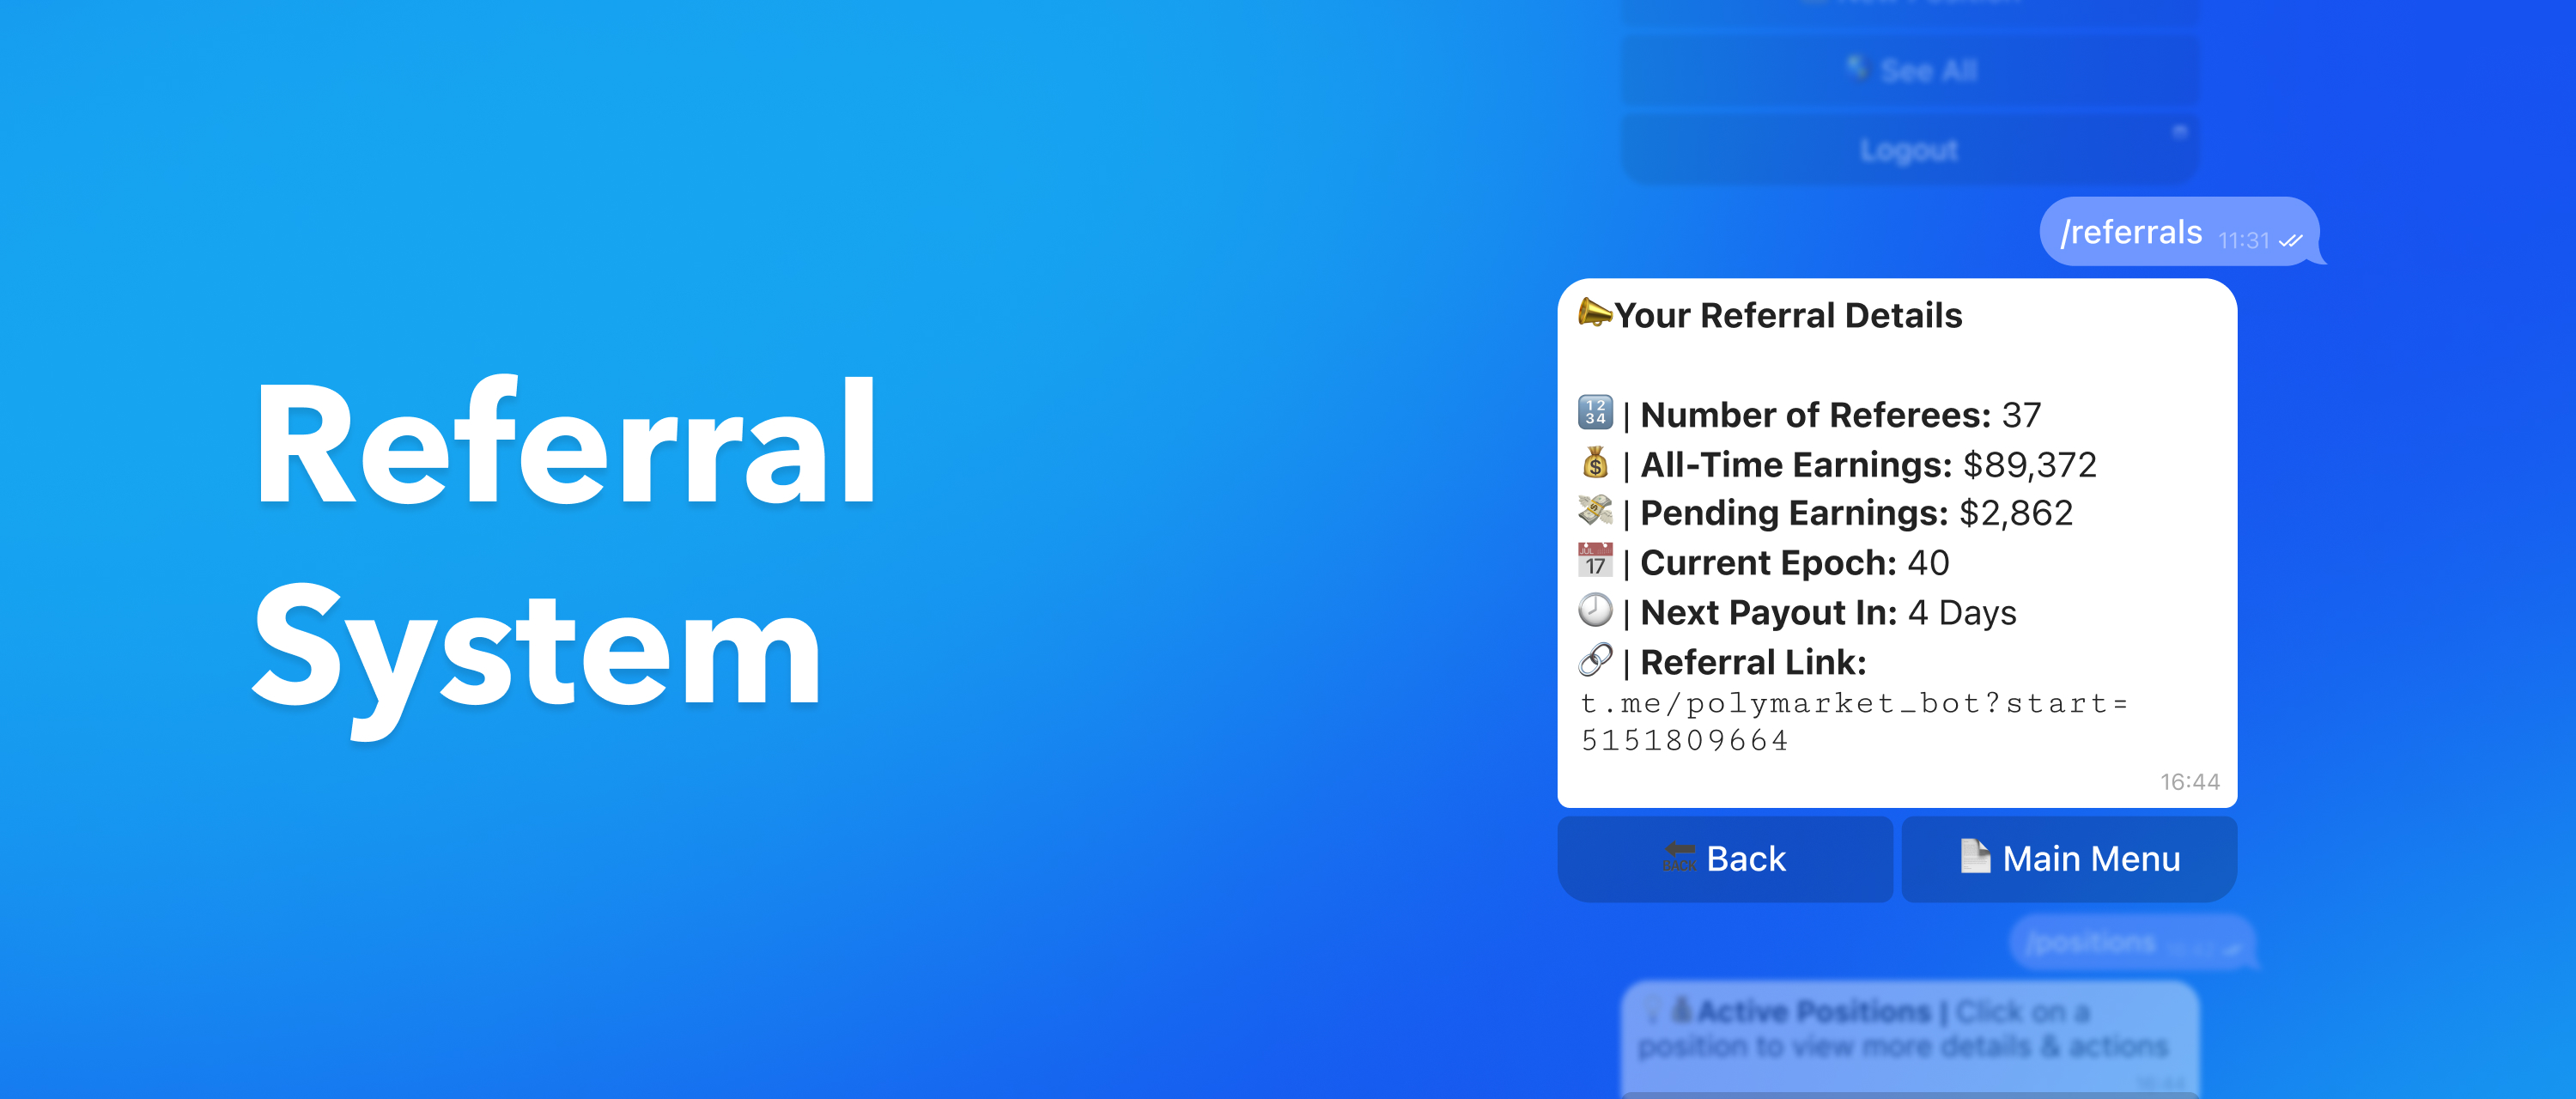 Referral
System
See All
Logout
/referrals 11:31
Your Referral Details
| Number of Referees: 37
| All-Time Earnings: $89,372
| Pending Earnings: $2,862
| Current Epoch: 40
| Next Payout In: 4 Days
| Referral Link:
t.me/polymarket_bot?start=
5151809664
16:44
Back
Main Menu
/positions
Active Positions | Click on a
position to view more details & actions
16:44